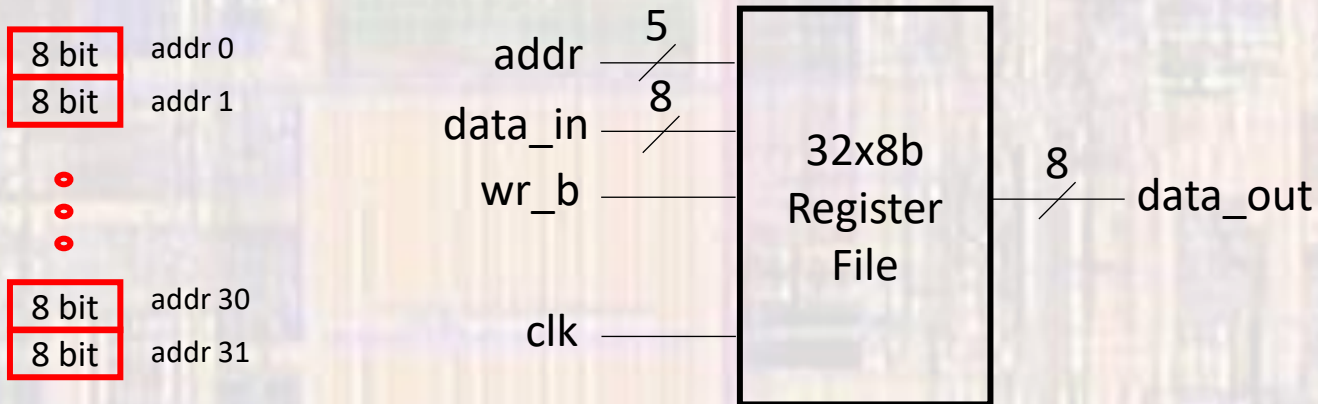 8 bit addr 0
8 bit addr 1
8 bit addr 30
8 bit addr 31
addr 5
data_in 8
wr_b
clk
32x8b
Register
File
8
data_out